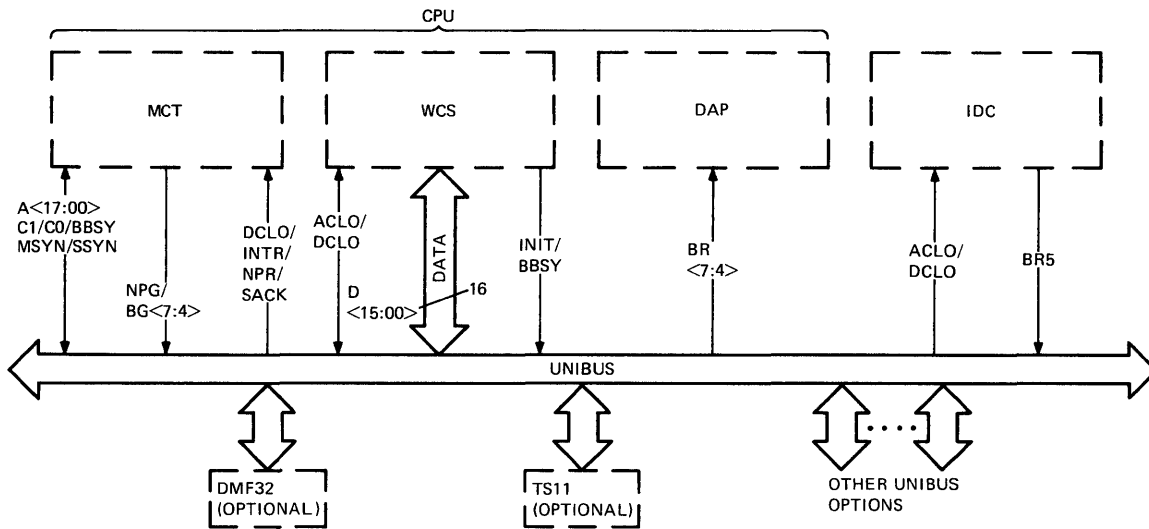 CPU
MCT
WCS
DAP
IDC
A<17:00>
C1/C0/BBSY
MSYN/SSYN
NPG/
BG<7:4>
DCLO/
INTR/
NPR/
SACK
ACLO/
DCLO
D
<15:00>
DATA
16
INIT/
BBSY
BR
<7:4>
ACLO/
DCLO
BR5
UNIBUS
DMF32
(OPTIONAL)
TS11
(OPTIONAL)
OTHER UNIBUS
OPTIONS